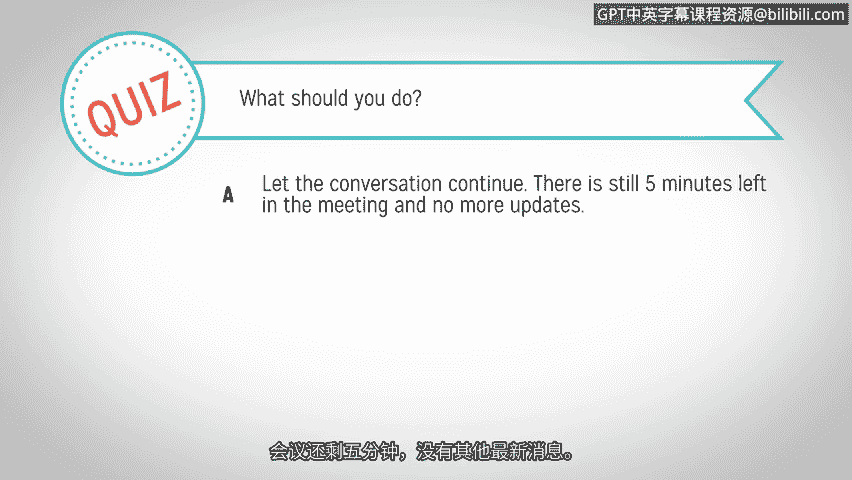 GPT中英字幕课程资源@bilibili.com
QUIZ
What should you do?
A
Let the conversation continue. There is still 5 minutes left
in the meeting and no more updates.
会议还剩五分钟，没有其他最新消息。